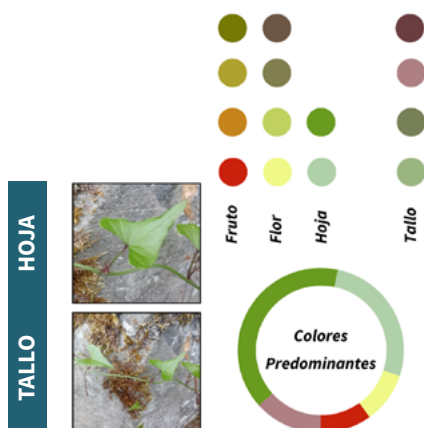 Fruto
Flor
Hoja
Tallo
HOJA
TALLO
Colores
Predominantes